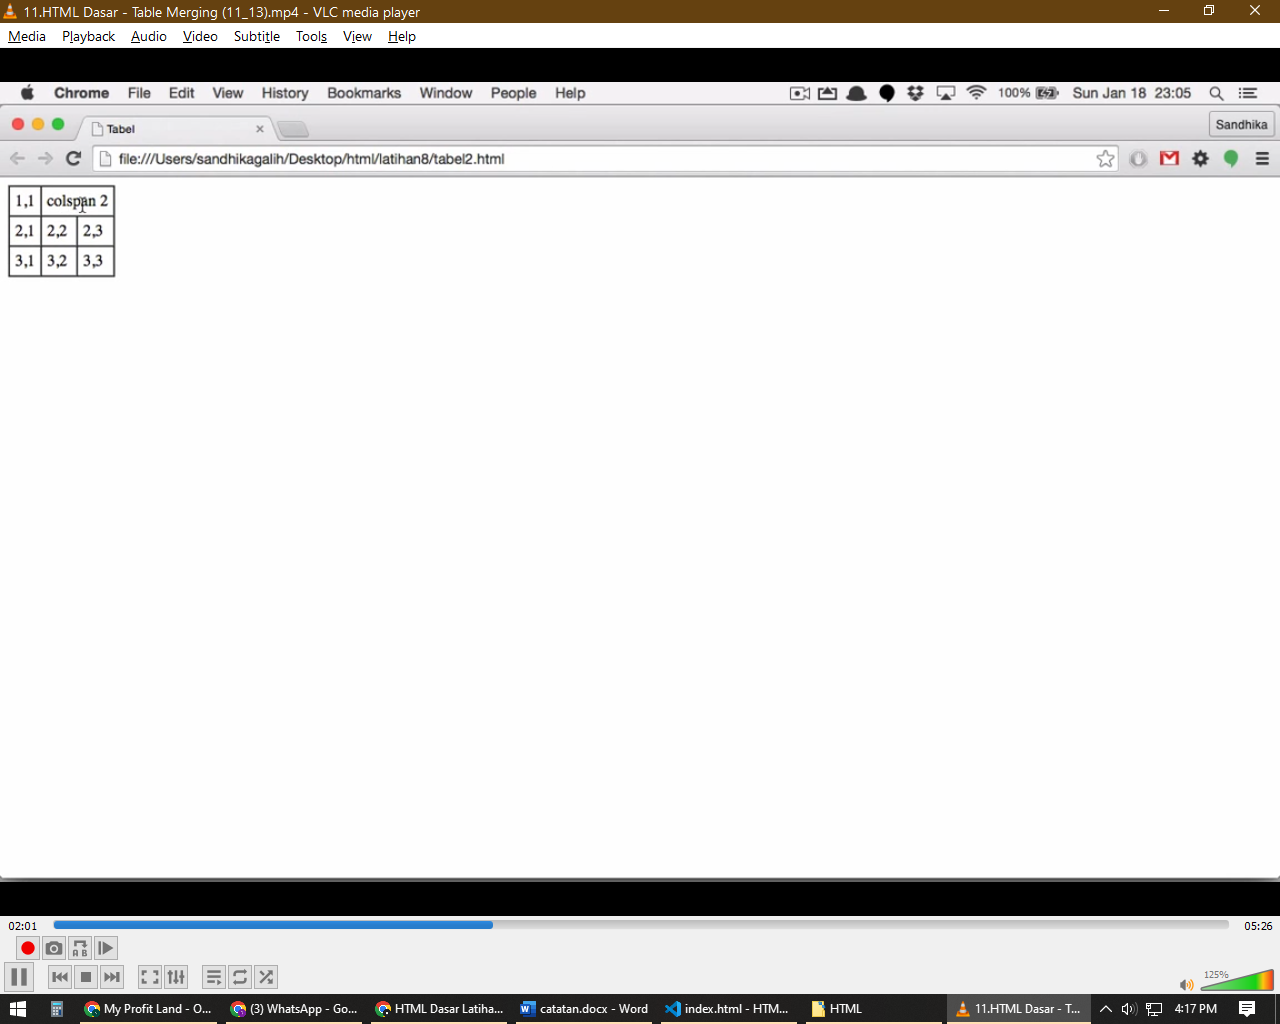 11.HTML Dasar - Table Merging (11_13).mp4 - VLC media player
Media Playback Audio Video Subtitle Tools View Help
Chrome File Edit View History Bookmarks Window People Help 100% Sun Jan 18 23:05
Tabel Sandhika
file:///Users/sandhikagalih/Desktop/html/latihan8/tabel2.html
1,1 colspan 2
2,1 2,2 2,3
3,1 3,2 3,3
02:01 05:26
A B
125%
My Profit Land - O... (3) WhatsApp - Go... HTML Dasar Latiha... catatan.docx - Word index.html - HTM... HTML 11.HTML Dasar - T... 4:17 PM